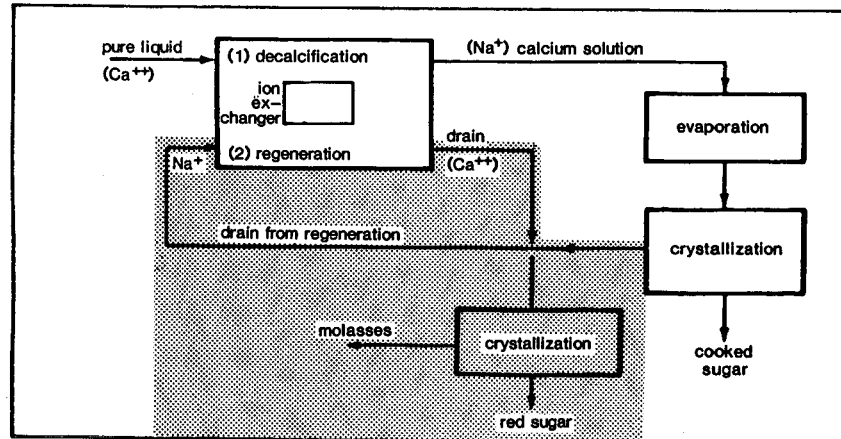 pure liquid
(Ca++)
(1) decalcification
ion
ëx-
changer
(2) regeneration
(Na+) calcium solution
evaporation
Na+
drain
(Ca++)
drain from regeneration
crystallization
molasses
crystallization
cooked
sugar
red sugar